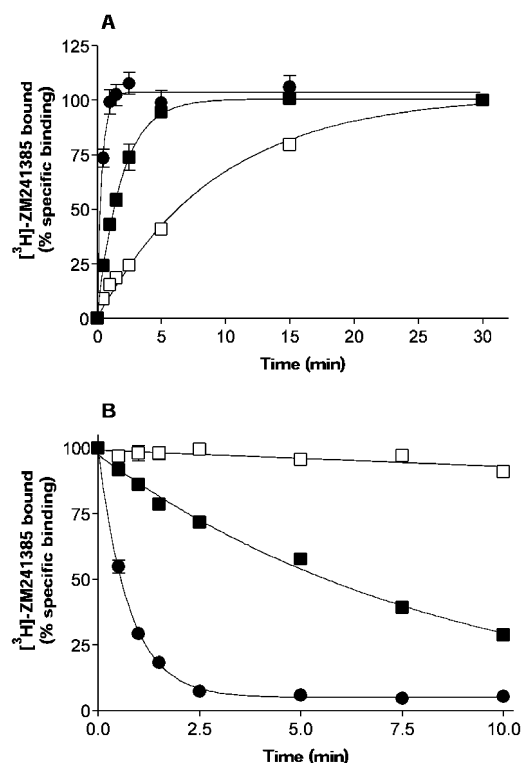 A
125
100
75
50
25
0
[³H]-ZM241385 bound
(% specific binding)
0 5 10 15 20 25 30
Time (min)
B
100
75
50
25
0
[³H]-ZM241385 bound
(% specific binding)
0.0 2.5 5.0 7.5 10.0
Time (min)